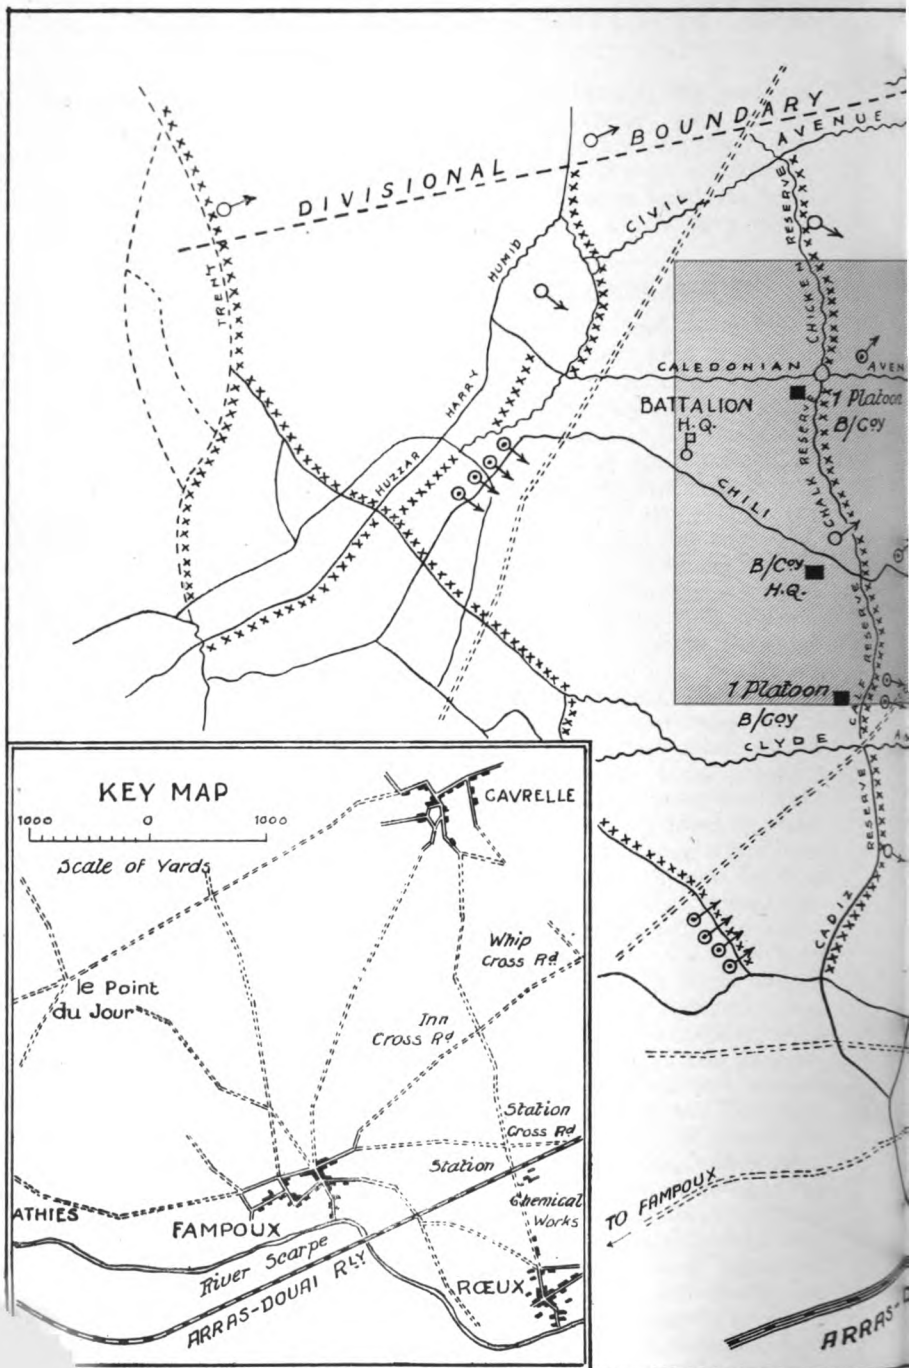 DIVISIONAL BOUNDARY
CIVIL AVENUE
HUMID
TRENT
HARRY
HUZZAR
CHICKEN RESERVE
CALEDONIAN AVEN
BATTALION
H.Q.
1 Platoon
B/Coy
CHALK RESERVE
CHILI
B/Coy
H.Q.
CALF RESERVE
1 Platoon
B/Coy
CLYDE
CADIZ RESERVE
TO FAMPOUX
ARRAS-D
KEY MAP
1000 0 1000
Scale of Yards
GAVRELLE
Whip
Cross Rd
le Point
du Jour
Inn
Cross Rd
Station
Cross Rd
Station
Chemical
Works
ATHIES
FAMPOUX
River Scarpe
ARRAS-DOUAI RLY
RŒUX